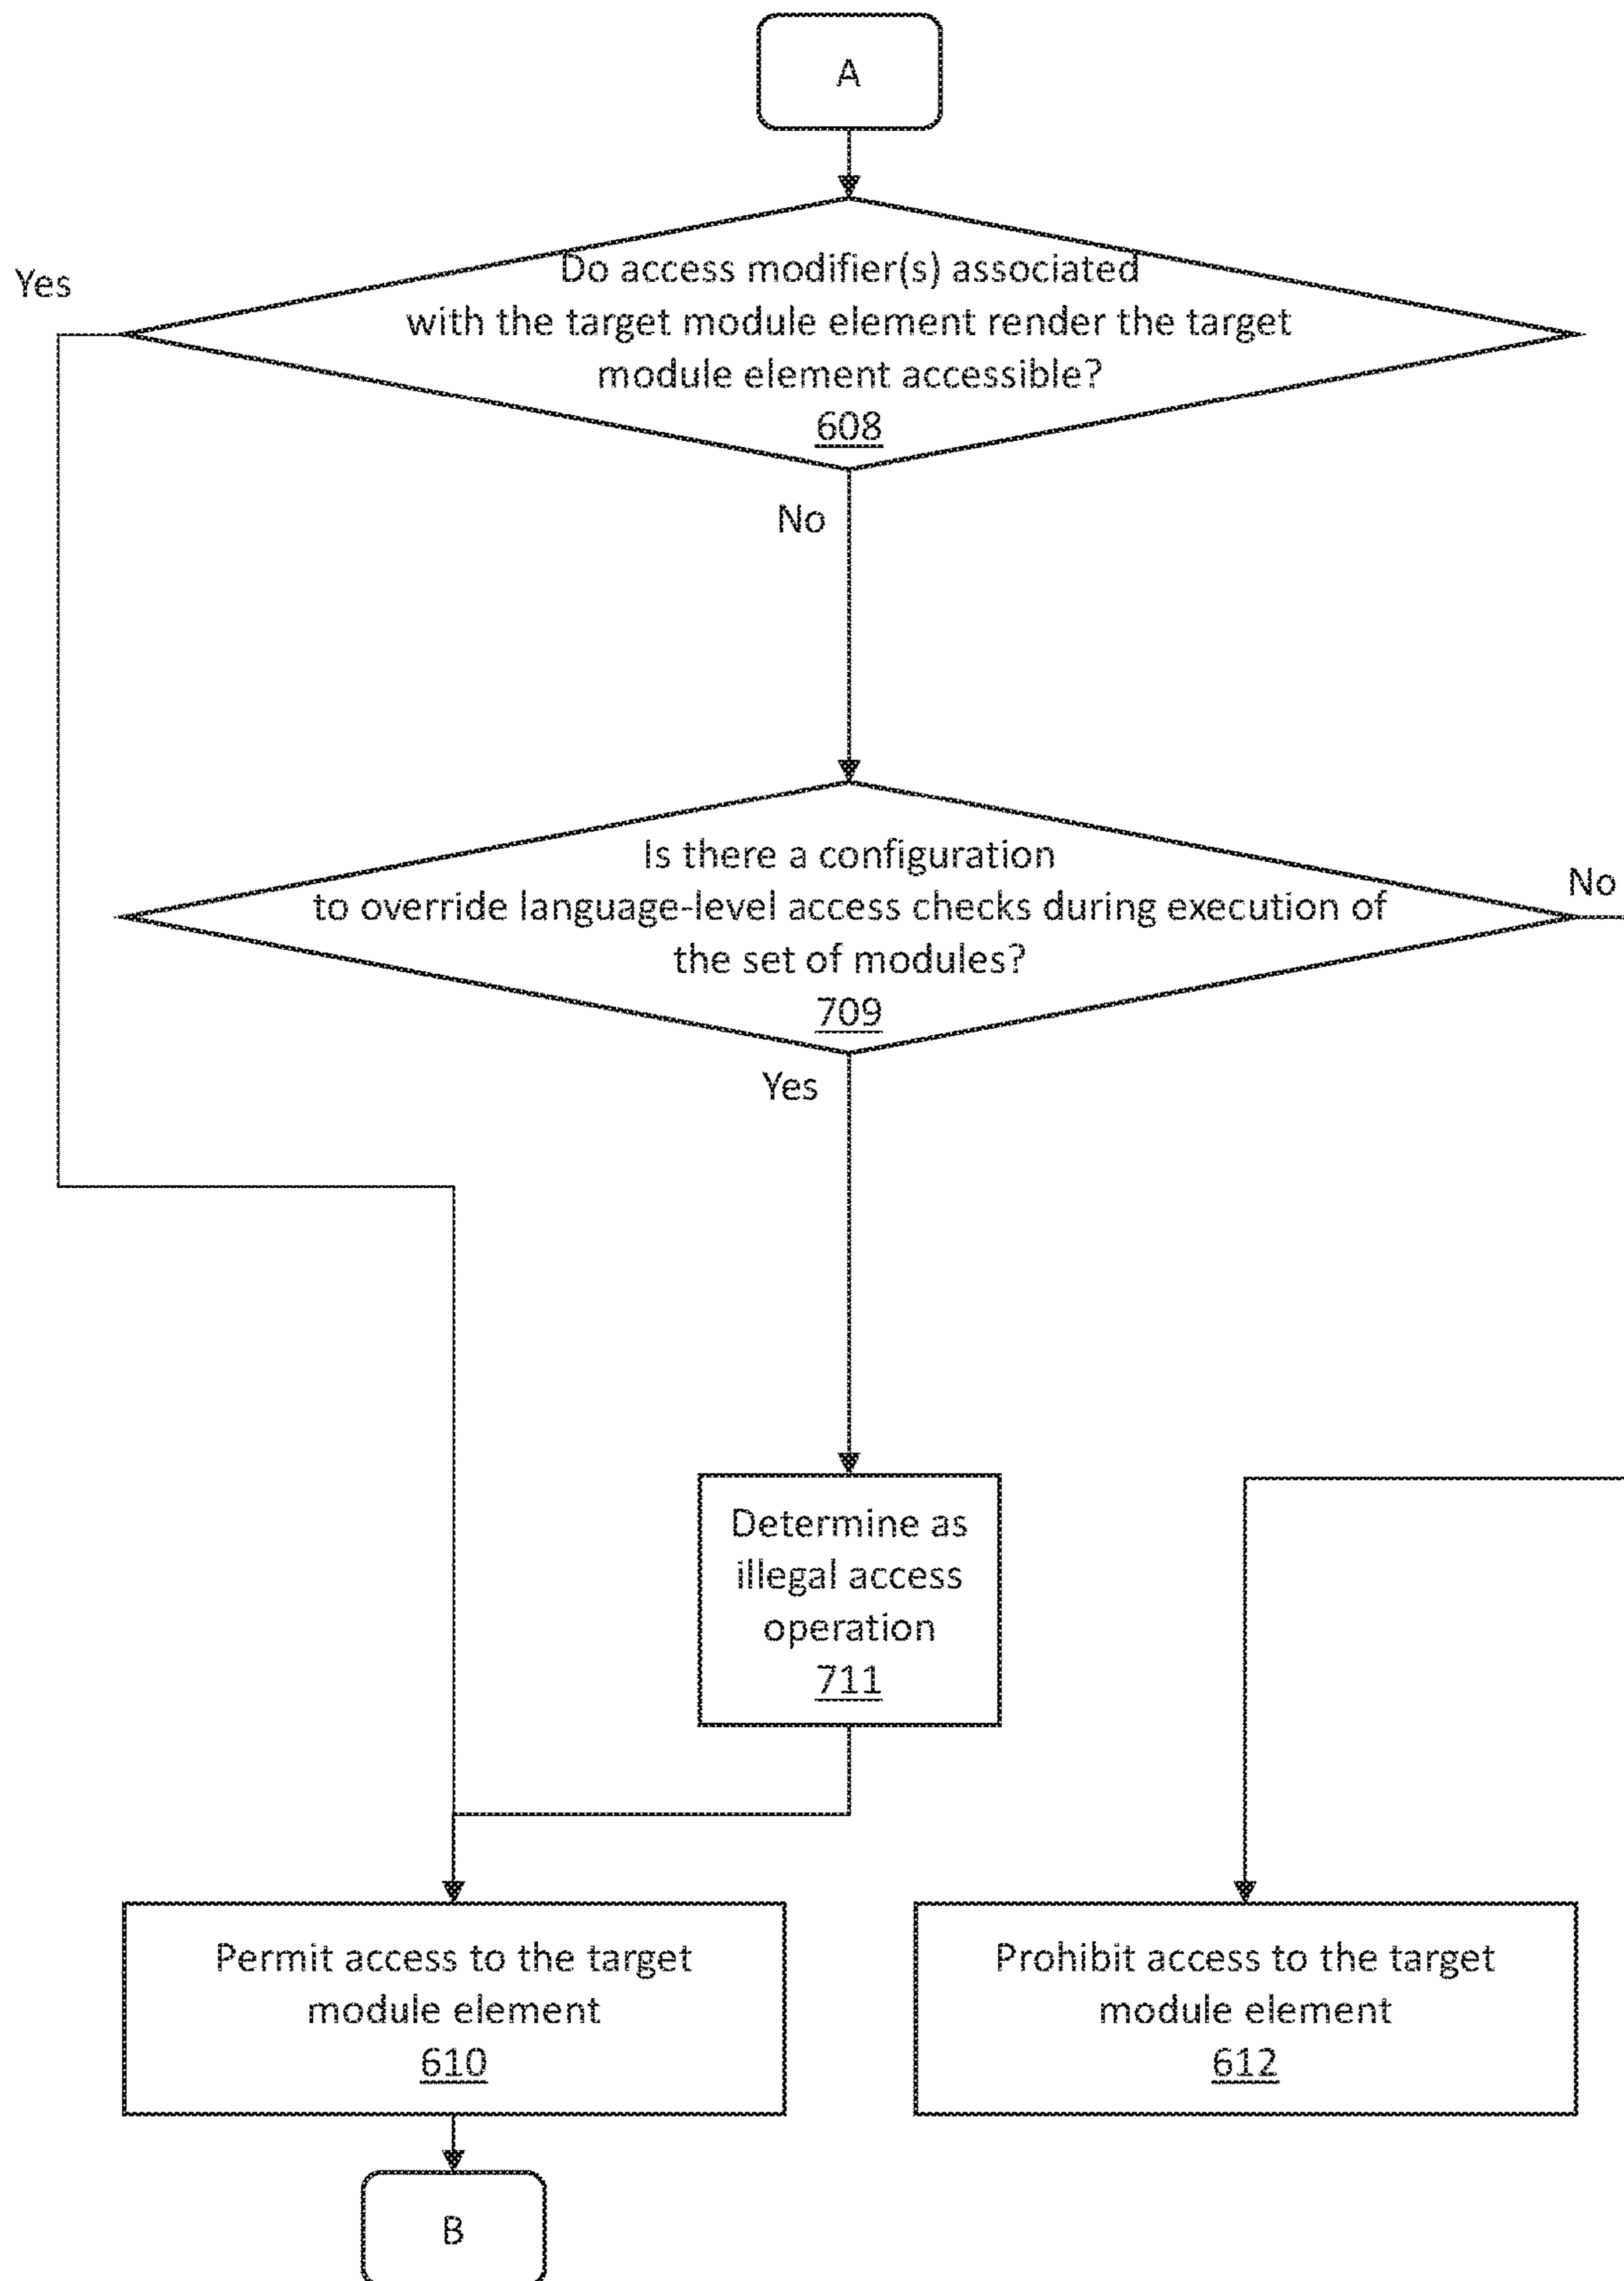 A
Yes
Do access modifier(s) associated
with the target module element render the target
module element accessible?
608
No
Is there a configuration
to override language-level access checks during execution of
the set of modules?
709
No
Yes
Determine as
illegal access
operation
711
Permit access to the target
module element
610
Prohibit access to the target
module element
612
B